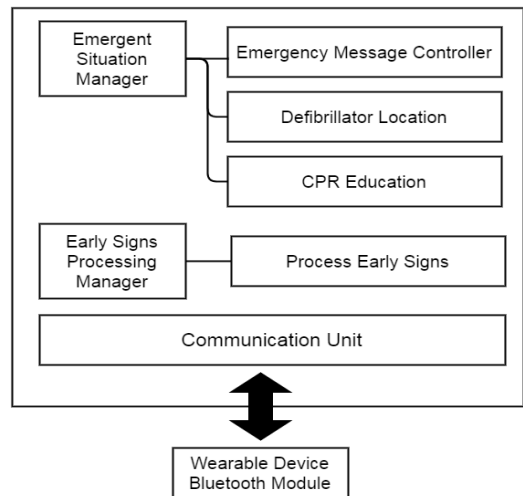 Emergent
Situation
Manager
Emergency Message Controller
Defibrillator Location
CPR Education
Early Signs
Processing
Manager
Process Early Signs
Communication Unit
Wearable Device
Bluetooth Module